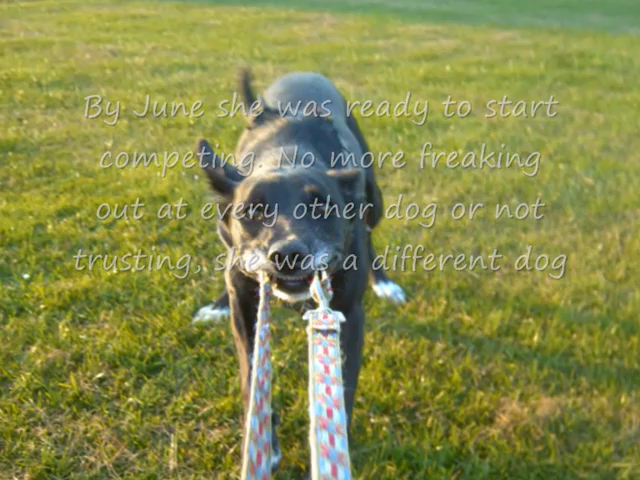 By June she was ready to start
competing. No more freaking
out at every other dog or not
trusting, she was a different dog